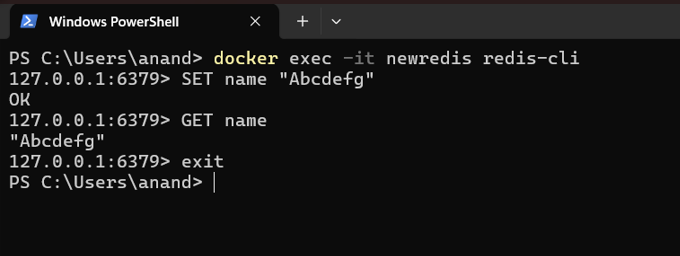 Windows PowerShell
PS C:\Users\anand> docker exec -it newredis redis-cli
127.0.0.1:6379> SET name "Abcdefg"
OK
127.0.0.1:6379> GET name
"Abcdefg"
127.0.0.1:6379> exit
PS C:\Users\anand>